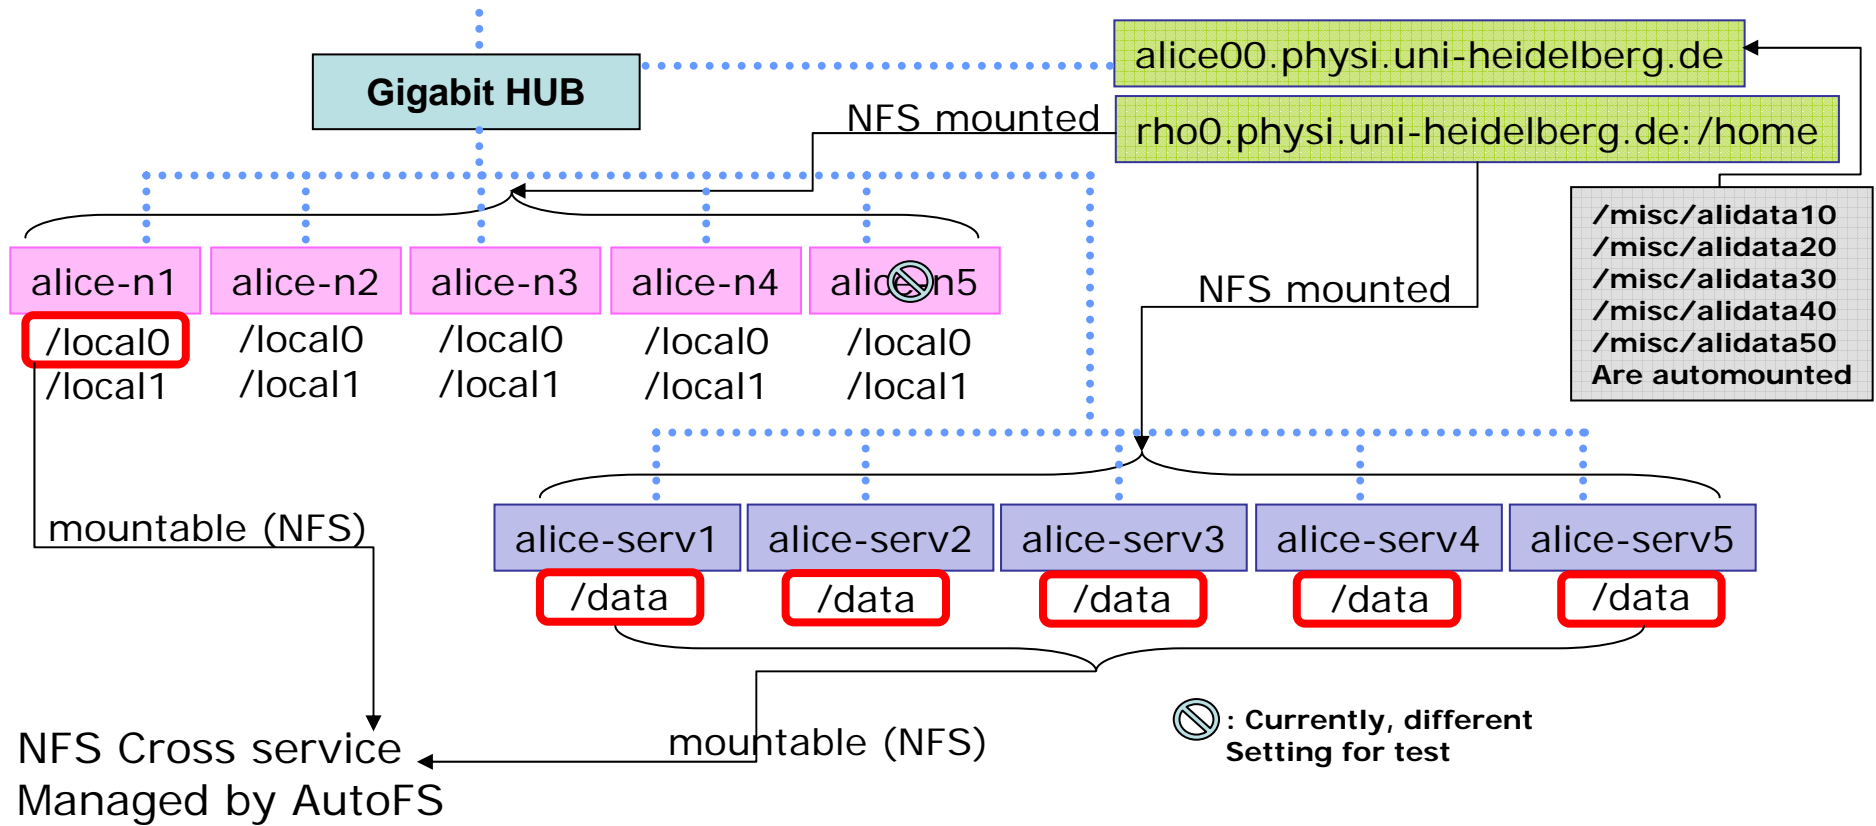 alice00.physi.uni-heidelberg.de
Gigabit HUB
NFS mounted
rho0.physi.uni-heidelberg.de:/home
/misc/alidata10
/misc/alidata20
/misc/alidata30
/misc/alidata40
/misc/alidata50
Are automounted
alice-n1 alice-n2 alice-n3 alice-n4 alice-n5
NFS mounted
/local0 /local0 /local0 /local0 /local0
/local1 /local1 /local1 /local1 /local1
mountable (NFS)
alice-serv1 alice-serv2 alice-serv3 alice-serv4 alice-serv5
/data /data /data /data /data
: Currently, different
Setting for test
mountable (NFS)
NFS Cross service
Managed by AutoFS